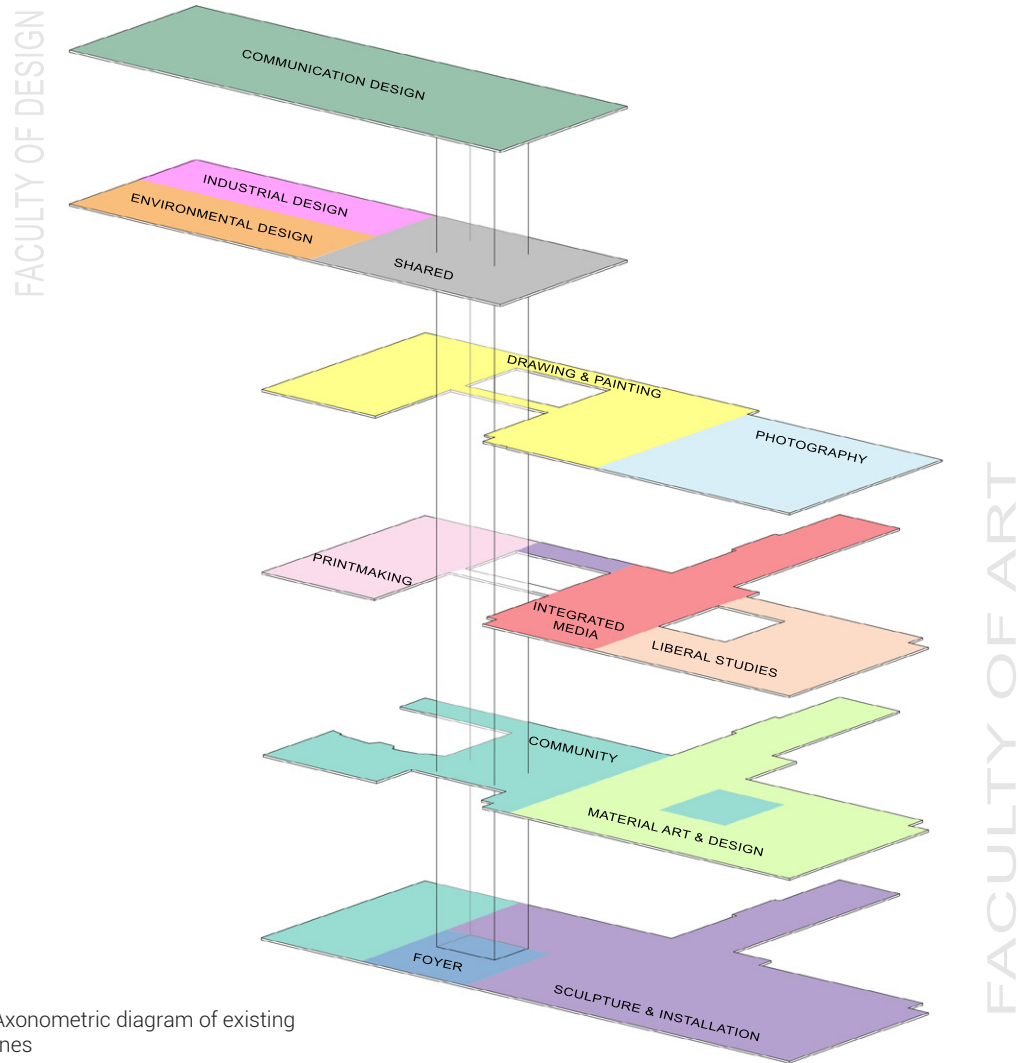 FACULTY OF DESIGN
COMMUNICATION DESIGN
INDUSTRIAL DESIGN
ENVIRONMENTAL DESIGN
SHARED
DRAWING & PAINTING
PHOTOGRAPHY
PRINTMAKING
INTEGRATED
MEDIA
LIBERAL STUDIES
COMMUNITY
MATERIAL ART & DESIGN
FOYER
SCULPTURE & INSTALLATION
FACULTY OF ART
Axonometric diagram of existing